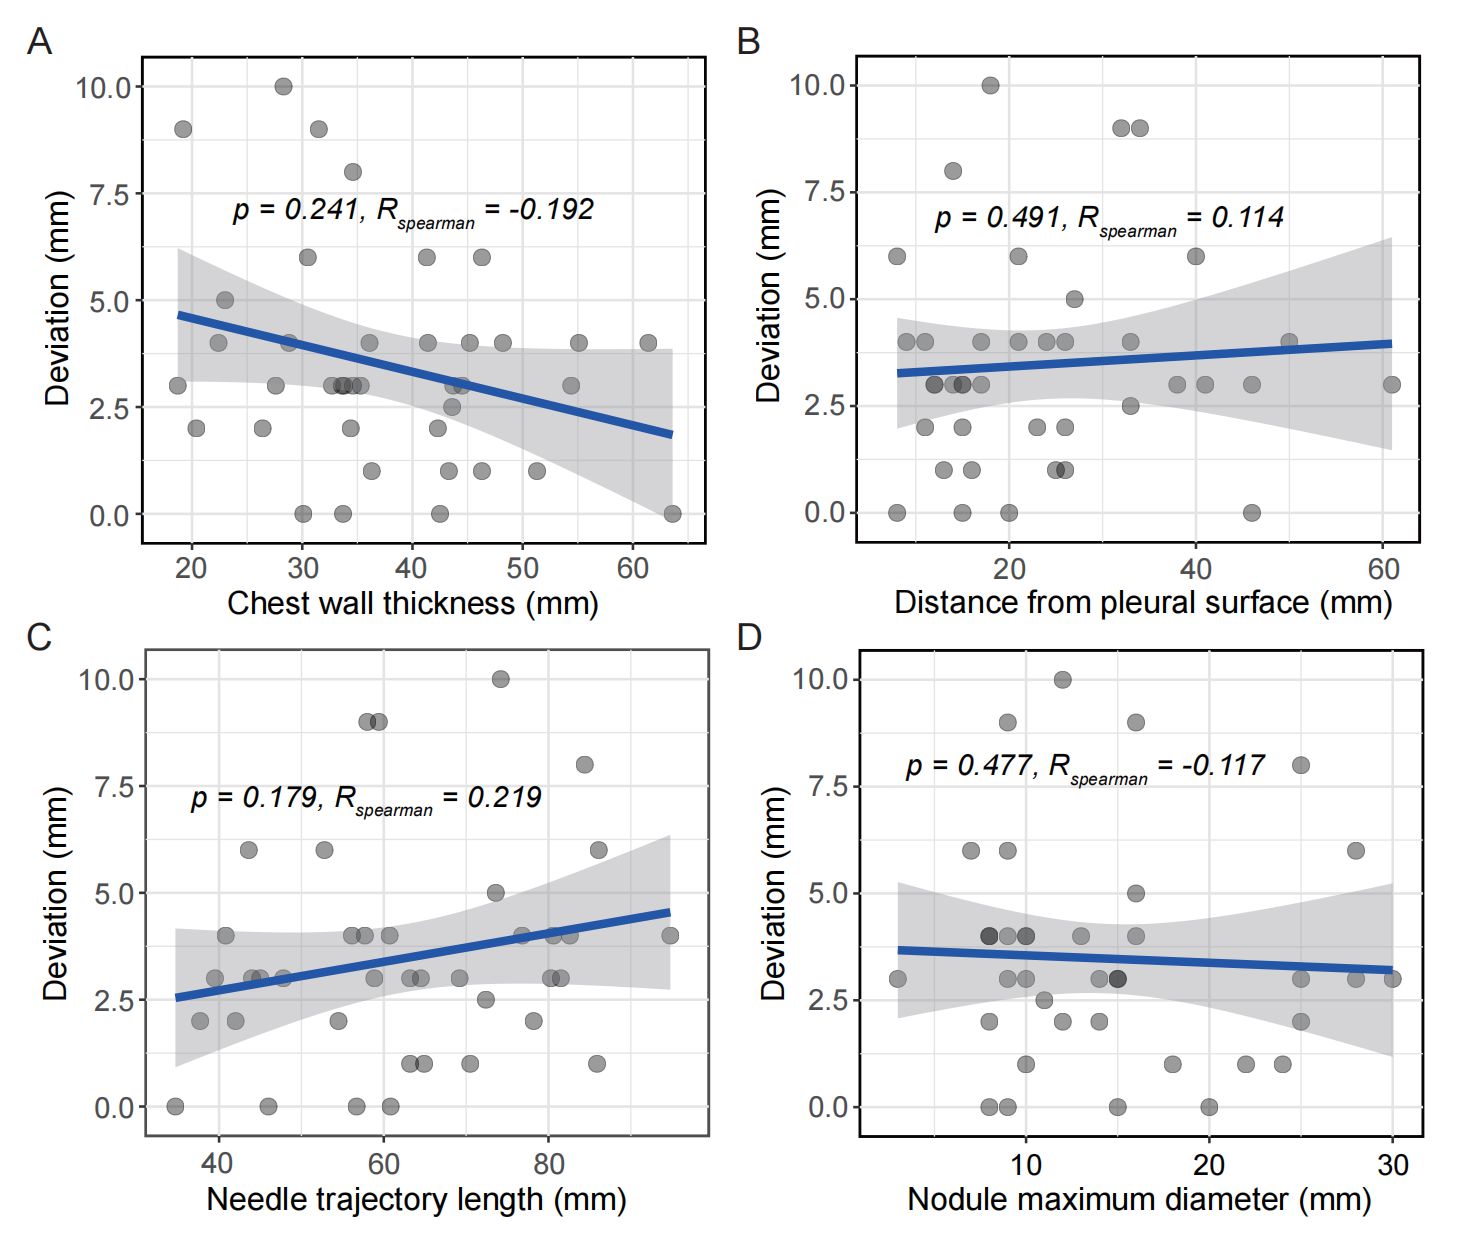 A
10.0
7.5
5.0
2.5
0.0
Deviation (mm)
p = 0.241, Rspearman = -0.192
20 30 40 50 60
Chest wall thickness (mm)
B
10.0
7.5
5.0
2.5
0.0
Deviation (mm)
p = 0.491, Rspearman = 0.114
20 40 60
Distance from pleural surface (mm)
C
10.0
7.5
5.0
2.5
0.0
Deviation (mm)
p = 0.179, Rspearman = 0.219
40 60 80
Needle trajectory length (mm)
D
10.0
7.5
5.0
2.5
0.0
Deviation (mm)
p = 0.477, Rspearman = -0.117
10 20 30
Nodule maximum diameter (mm)